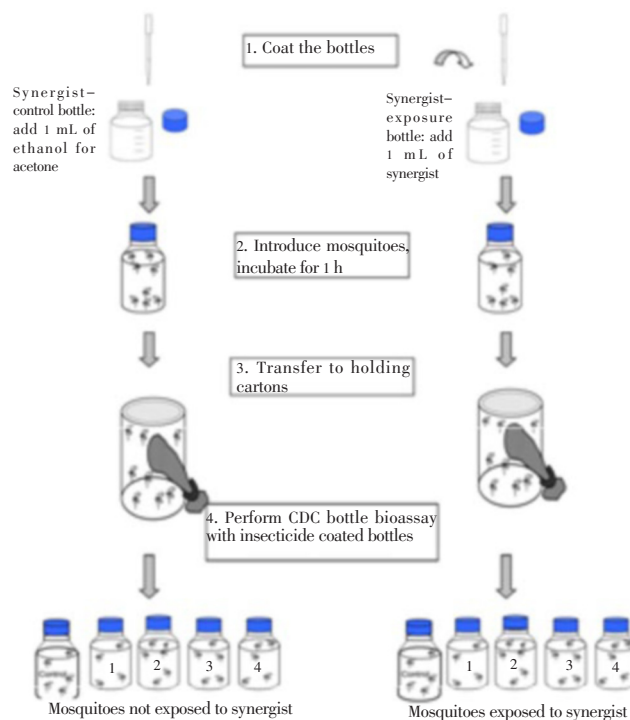 1. Coat the bottles
Synergist-
control bottle:
add 1 mL of
ethanol for
acetone
Synergist-
exposure
bottle: add
1 mL of
synergist
2. Introduce mosquitoes,
incubate for 1 h
3. Transfer to holding
cartons
4. Perform CDC bottle bioassay
with insecticide coated bottles
Control
1
2
3
4
Control
1
2
3
4
Mosquitoes not exposed to synergist
Mosquitoes exposed to synergist